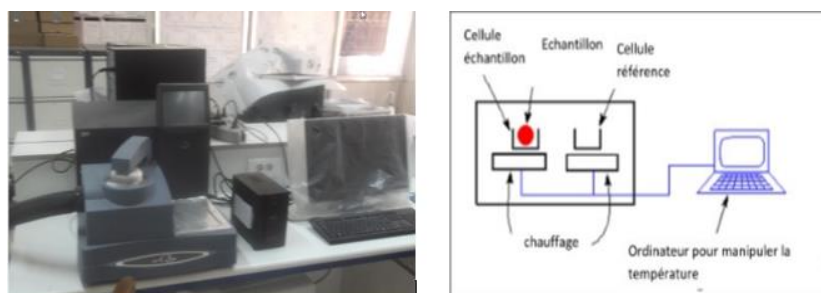 Cellule
échantillon
Echantillon
Cellule
référence
chauffage
Ordinateur pour manipuler la
température